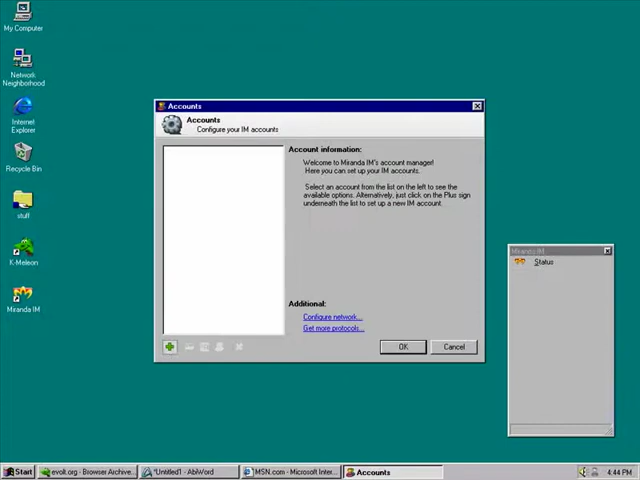 My Computer
Network
Neighborhood
Internet
Explorer
Recycle Bin
stuff
K-Meleon
Miranda IM
Accounts
Accounts
Configure your IM accounts
Account information:
Welcome to Miranda IM's account manager!
Here you can set up your IM accounts.
Select an account from the list on the left to see the
available options. Alternatively, just click on the Plus sign
underneath the list to set up a new IM account.
Additional:
Configure network...
Get more protocols...
OK
Cancel
Miranda IM
Status
Start
evolt.org - Browser Archive...
"Untitled1 - AbiWord
MSN.com - Microsoft Inter...
Accounts
4:44 PM